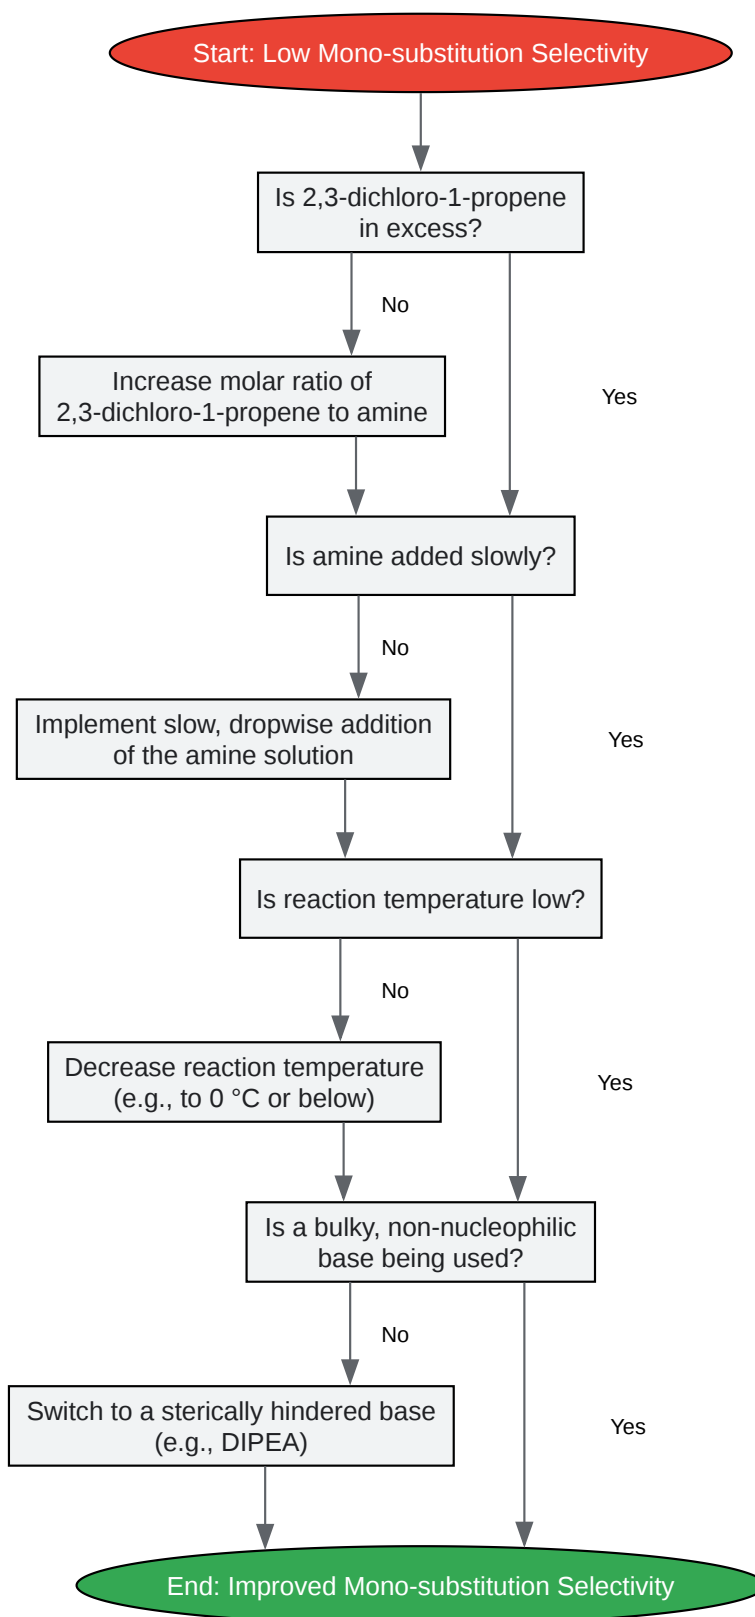 Start: Low Mono-substitution Selectivity
Is 2,3-dichloro-1-propene
in excess?
No
Increase molar ratio of
2,3-dichloro-1-propene to amine
Yes
Is amine added slowly?
No
Implement slow, dropwise addition
of the amine solution
Yes
Is reaction temperature low?
No
Decrease reaction temperature
(e.g., to 0 °C or below)
Yes
Is a bulky, non-nucleophilic
base being used?
No
Switch to a sterically hindered base
(e.g., DIPEA)
Yes
End: Improved Mono-substitution Selectivity